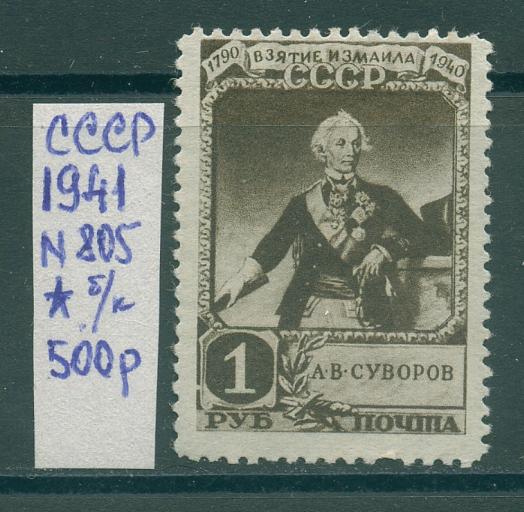 СССР
1941
N 805
* б/к
500р
1790 ВЗЯТИЕ ИЗМАИЛА 1940
СССР
1
А·В·СУВОРОВ
РУБ ПОЧТА